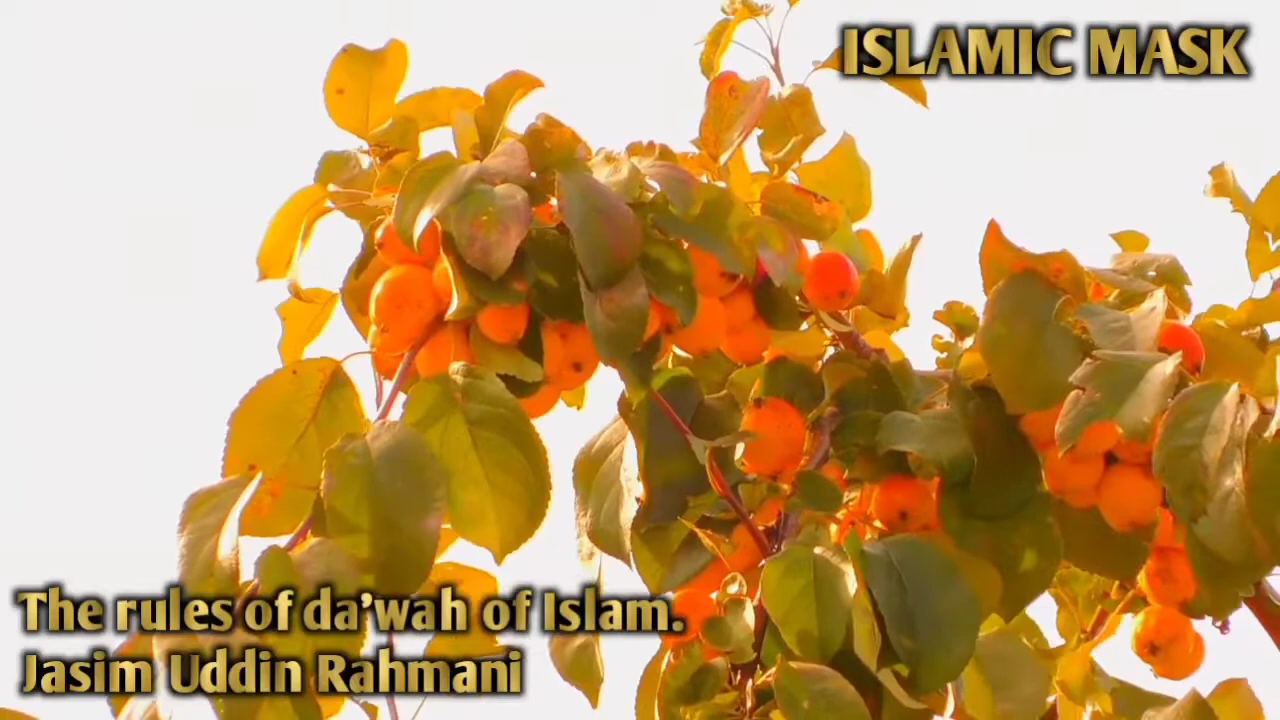 ISLAMIC MASK
The rules of da'wah of Islam.
Jasim Uddin Rahmani